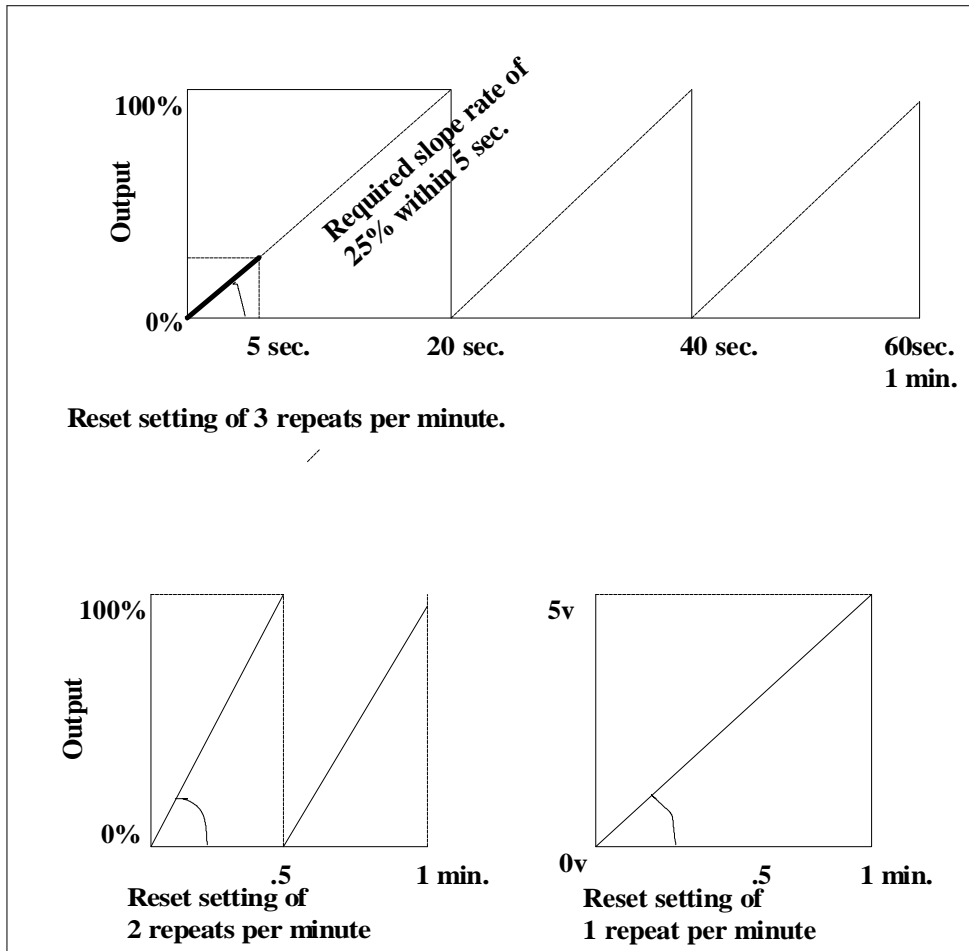 100%
Output
0%
Required slope rate of
25% within 5 sec.
5 sec.
20 sec.
40 sec.
60sec.
1 min.
Reset setting of 3 repeats per minute.
100%
Output
0%
.5
1 min.
Reset setting of
2 repeats per minute
5v
0v
.5
1 min.
Reset setting of
1 repeat per minute